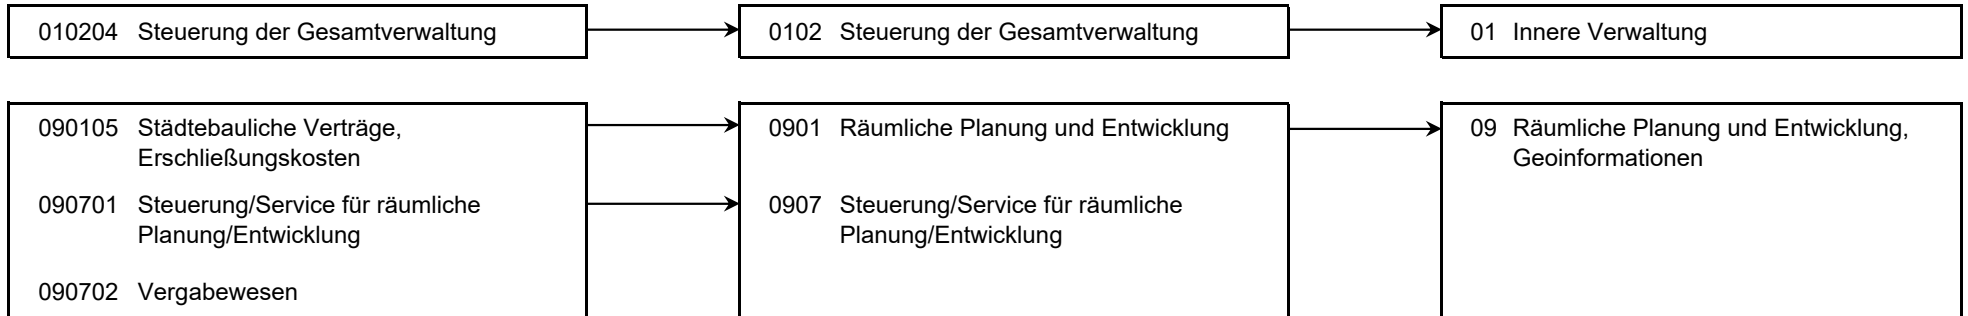 010204 Steuerung der Gesamtverwaltung
0102 Steuerung der Gesamtverwaltung
01 Innere Verwaltung
090105 Städtebauliche Verträge,
Erschließungskosten
090701 Steuerung/Service für räumliche
Planung/Entwicklung
090702 Vergabewesen
0901 Räumliche Planung und Entwicklung
0907 Steuerung/Service für räumliche
Planung/Entwicklung
09 Räumliche Planung und Entwicklung,
Geoinformationen